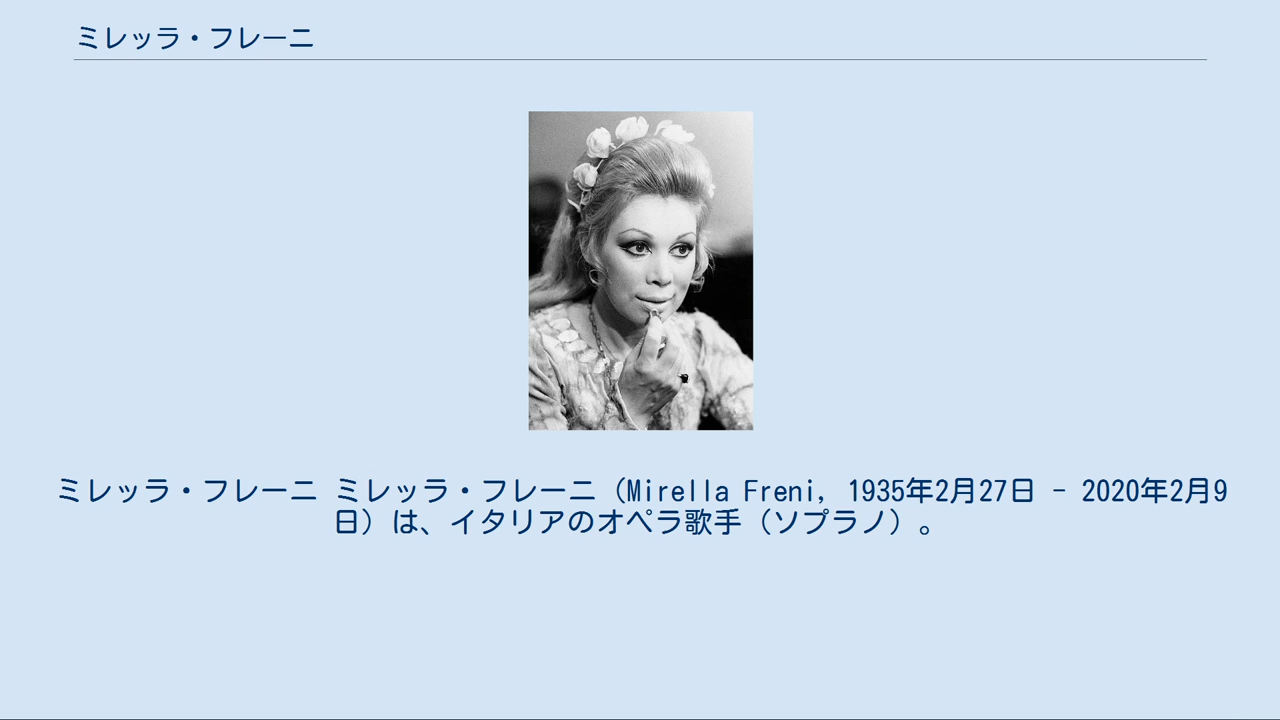 ミレッラ・フレーニ
ミレッラ・フレーニ ミレッラ・フレーニ（Mirella Freni, 1935年2月27日 - 2020年2月9
日）は、イタリアのオペラ歌手（ソプラノ）。